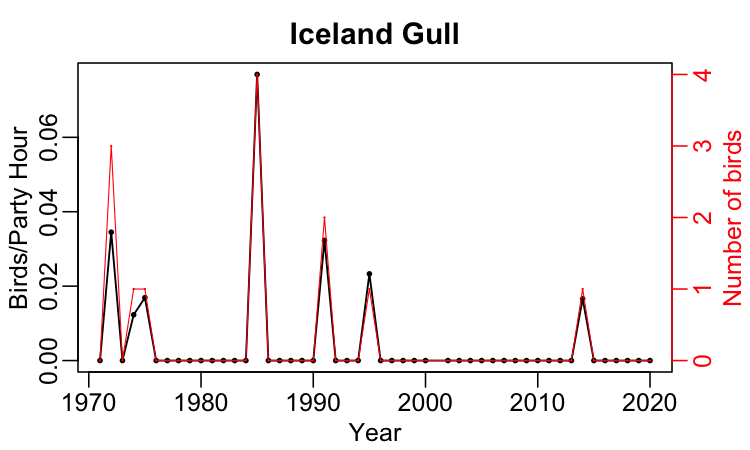 Iceland Gull
Birds/Party Hour
0.00 0.02 0.04 0.06
0 1 2 3 4
Number of birds
1970 1980 1990 2000 2010 2020
Year